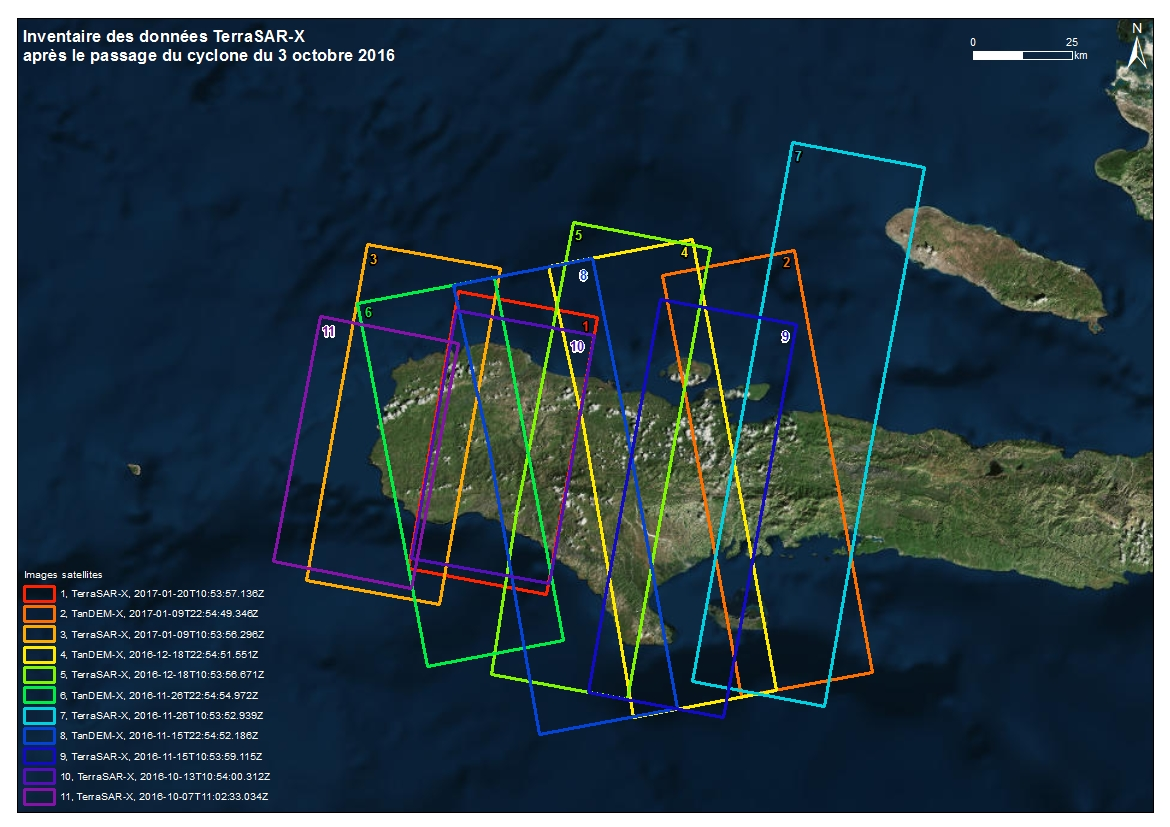 Inventaire des données TerraSAR-X
après le passage du cyclone du 3 octobre 2016
0 25
km
N
7
5
4
2
3
8
6
11
1
10
9
Images satellites
1, TerraSAR-X, 2017-01-20T10:53:57.136Z
2, TanDEM-X, 2017-01-09T22:54:49.346Z
3, TerraSAR-X, 2017-01-09T10:53:56.296Z
4, TanDEM-X, 2016-12-18T22:54:51.551Z
5, TerraSAR-X, 2016-12-18T10:53:56.671Z
6, TanDEM-X, 2016-11-26T22:54:54.972Z
7, TerraSAR-X, 2016-11-26T10:53:52.939Z
8, TanDEM-X, 2016-11-15T22:54:52.186Z
9, TerraSAR-X, 2016-11-15T10:53:59.115Z
10, TerraSAR-X, 2016-10-13T10:54:00.312Z
11, TerraSAR-X, 2016-10-07T11:02:33.034Z